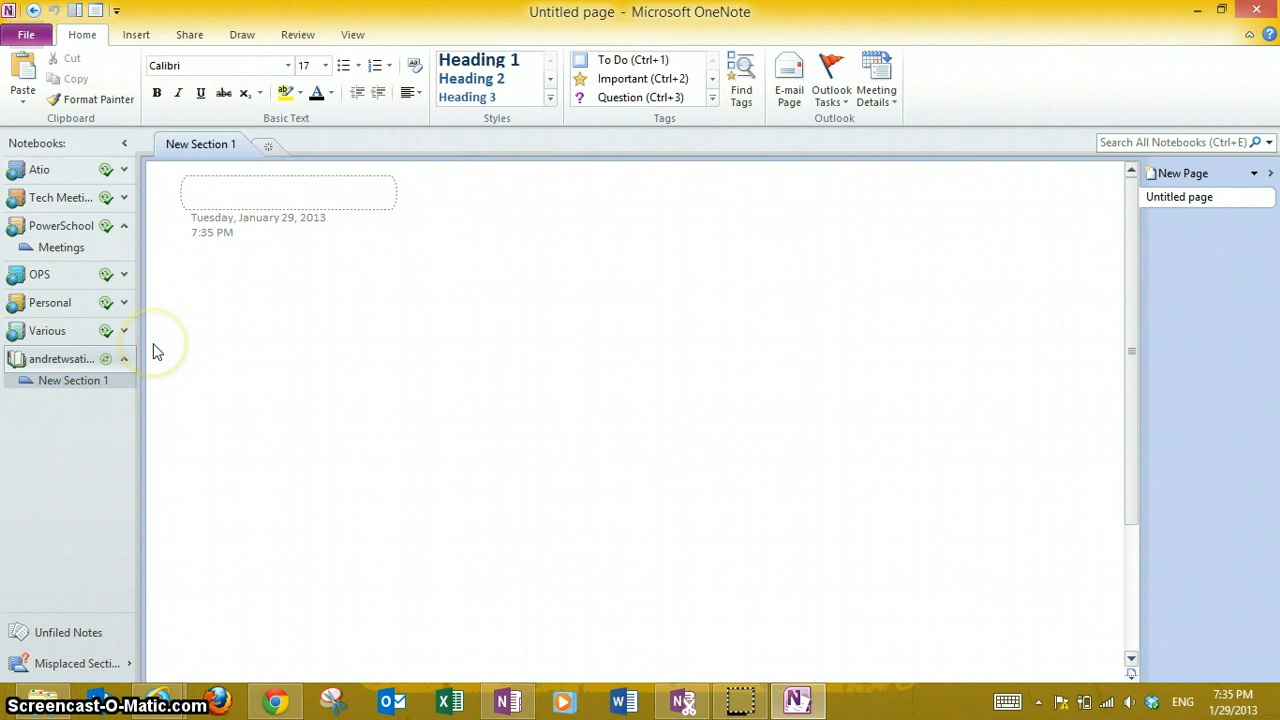 Untitled page - Microsoft OneNote
File Home Insert Share Draw Review View
Paste
Cut
Copy
Format Painter
Clipboard
Calibri 17
B I U abc X₂ A
Basic Text
Heading 1
Heading 2
Heading 3
Styles
To Do (Ctrl+1)
Important (Ctrl+2)
Question (Ctrl+3)
Tags
Find Tags
E-mail Page
Outlook Tasks
Meeting Details
Outlook
Notebooks:
New Section 1
Search All Notebooks (Ctrl+E)
Atio
Tech Meeti...
PowerSchool
Meetings
OPS
Personal
Various
andretwsati...
New Section 1
Unfiled Notes
Misplaced Secti...
Tuesday, January 29, 2013
7:35 PM
New Page
Untitled page
Screencast-O-Matic.com
ENG
7:35 PM
1/29/2013